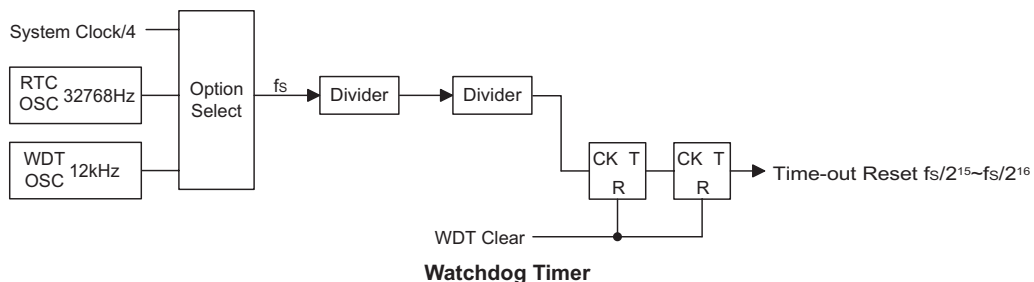 System Clock/4
RTC
OSC 32768Hz
WDT
OSC 12kHz
Option
Select
fS
Divider
Divider
CK T
R
CK T
R
Time-out Reset fS/2¹⁵~fS/2¹⁶
WDT Clear
Watchdog Timer